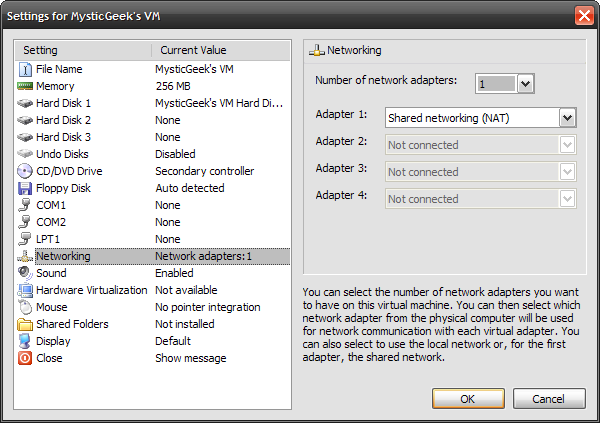 Settings for MysticGeek's VM
Setting Current Value
File Name MysticGeek's VM
Memory 256 MB
Hard Disk 1 MysticGeek's VM Hard Di...
Hard Disk 2 None
Hard Disk 3 None
Undo Disks Disabled
CD/DVD Drive Secondary controller
Floppy Disk Auto detected
COM1 None
COM2 None
LPT1 None
Networking Network adapters:1
Sound Enabled
Hardware Virtualization Not available
Mouse No pointer integration
Shared Folders Not installed
Display Default
Close Show message
Networking
Number of network adapters: 1
Adapter 1: Shared networking (NAT)
Adapter 2: Not connected
Adapter 3: Not connected
Adapter 4: Not connected
You can select the number of network adapters you want
to have on this virtual machine. You can then select which
network adapter from the physical computer will be used
for network communication with each virtual adapter. You
can also select to use the local network or, for the first
adapter, the shared network.
OK Cancel